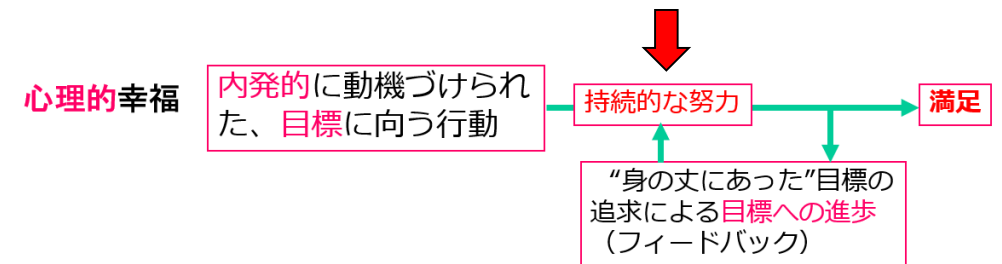 心理的幸福
内発的に動機づけられ
た、目標に向う行動
持続的な努力
満足
“身の丈にあった”目標の
追求による目標への進歩
（フィードバック）